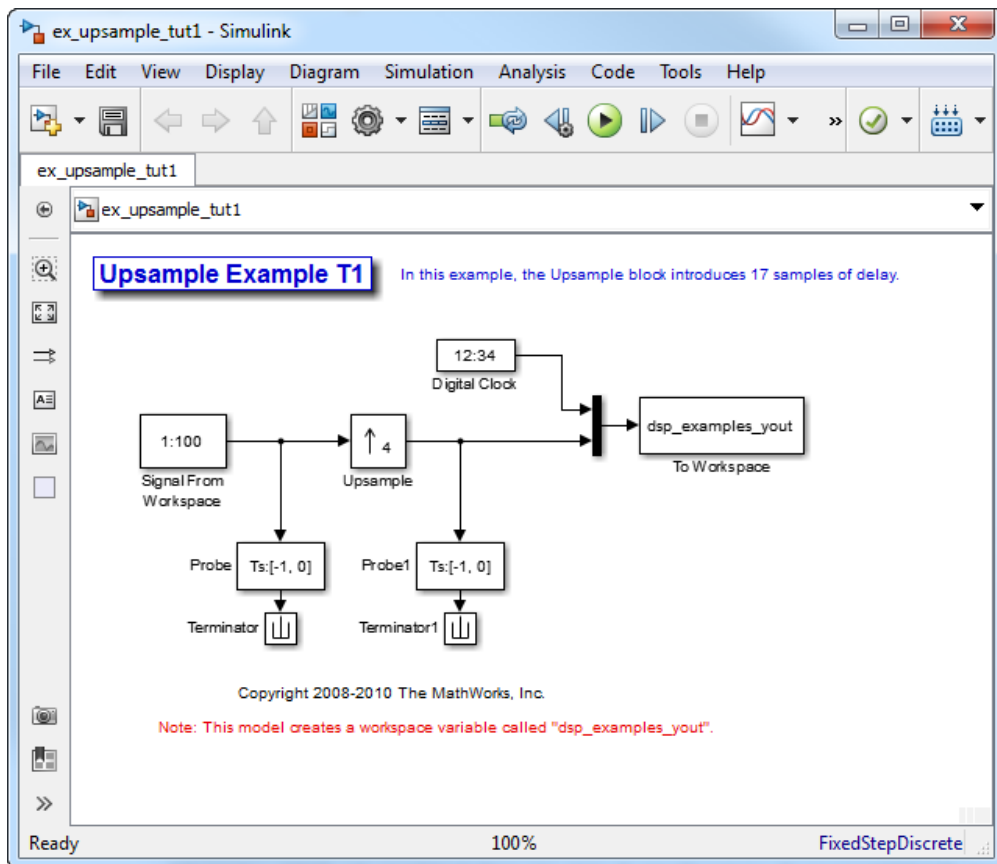 ex_upsample_tut1 - Simulink
File Edit View Display Diagram Simulation Analysis Code Tools Help
ex_upsample_tut1
ex_upsample_tut1
Upsample Example T1
In this example, the Upsample block introduces 17 samples of delay.
12:34
Digital Clock
1:100
Signal From
Workspace
4
Upsample
dsp_examples_yout
To Workspace
Probe
Ts:[-1, 0]
Probe1
Ts:[-1, 0]
Terminator
Terminator1
Copyright 2008-2010 The MathWorks, Inc.
Note: This model creates a workspace variable called "dsp_examples_yout".
Ready 100% FixedStepDiscrete